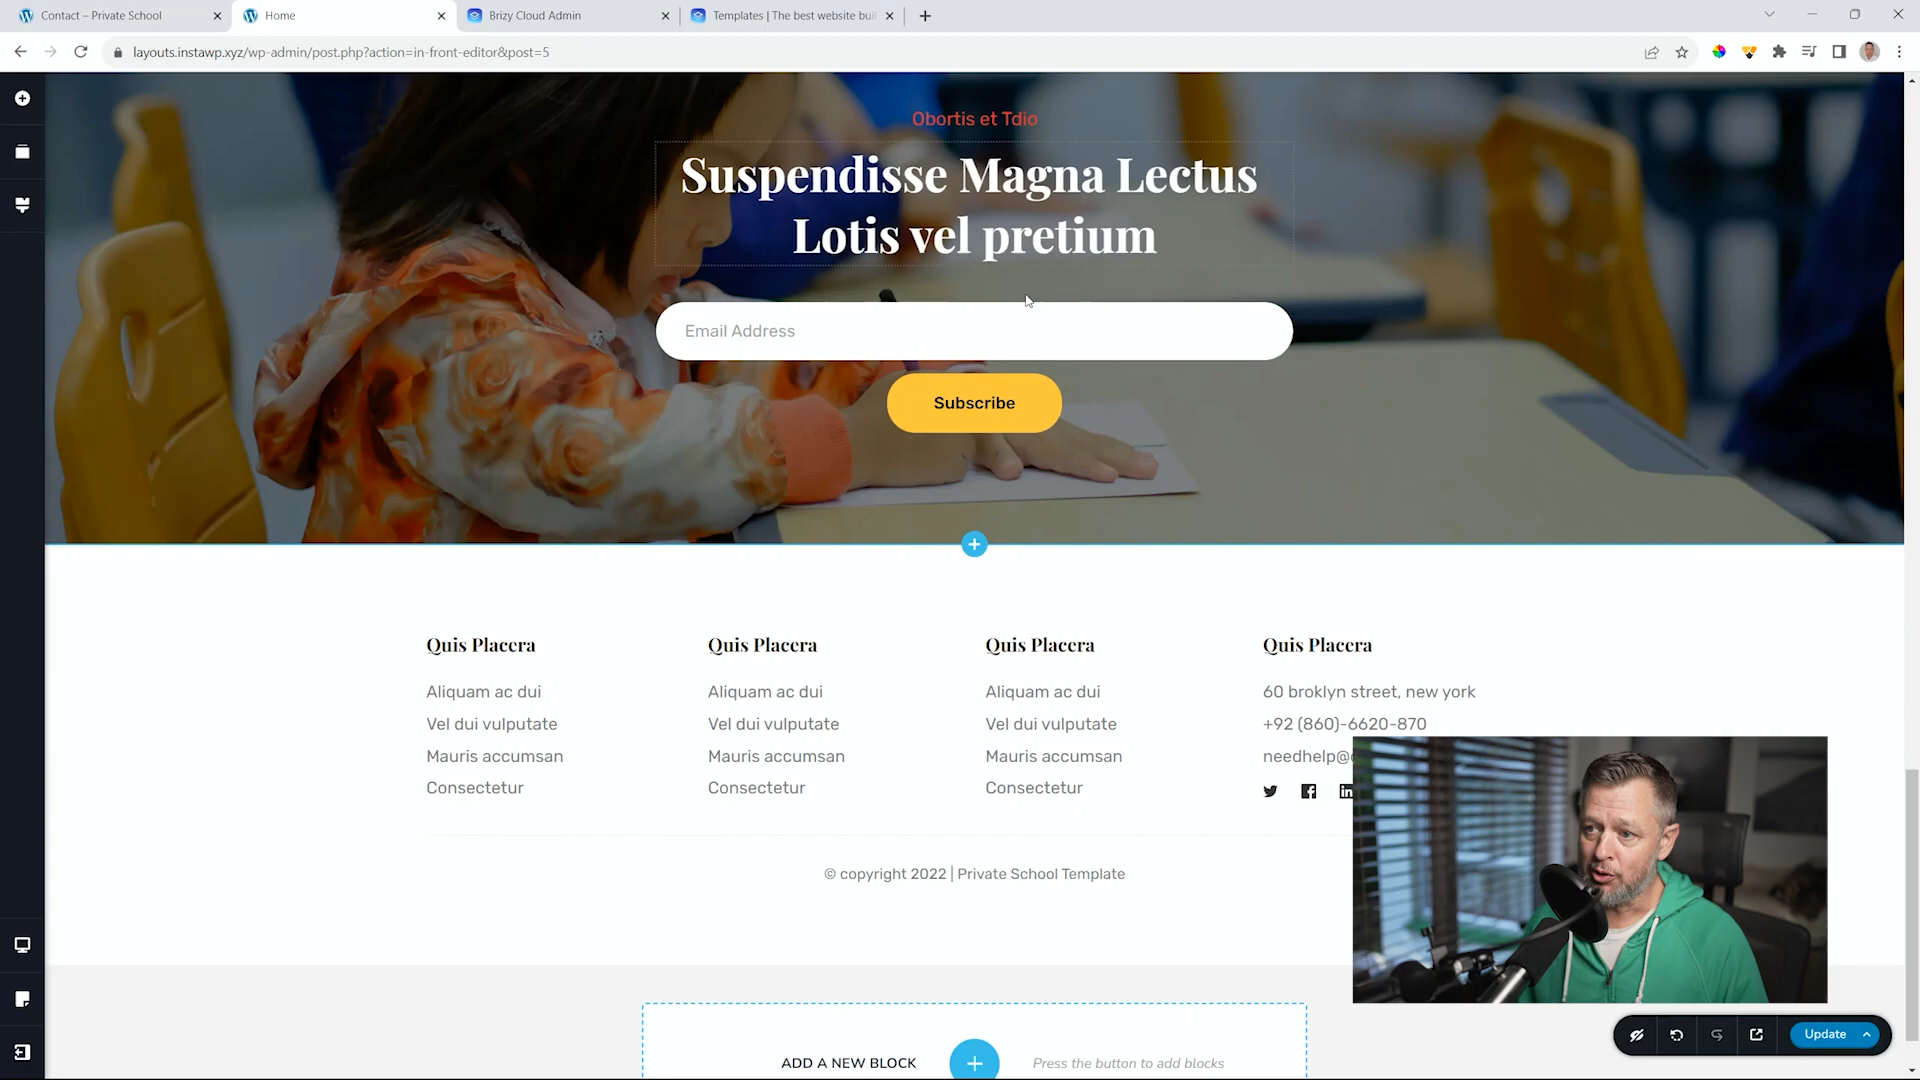 Contact – Private School
Home
Brizy Cloud Admin
Templates | The best website bui
layouts.instawp.xyz/wp-admin/post.php?action=in-front-editor&post=5
Obortis et Tdio
Suspendisse Magna Lectus
Lotis vel pretium
Email Address
Subscribe
Quis Placera
Aliquam ac dui
Vel dui vulputate
Mauris accumsan
Consectetur
Quis Placera
Aliquam ac dui
Vel dui vulputate
Mauris accumsan
Consectetur
Quis Placera
Aliquam ac dui
Vel dui vulputate
Mauris accumsan
Consectetur
Quis Placera
60 broklyn street, new york
+92 (860)-6620-870
needhelp@
© copyright 2022 | Private School Template
ADD A NEW BLOCK
Press the button to add blocks
Update